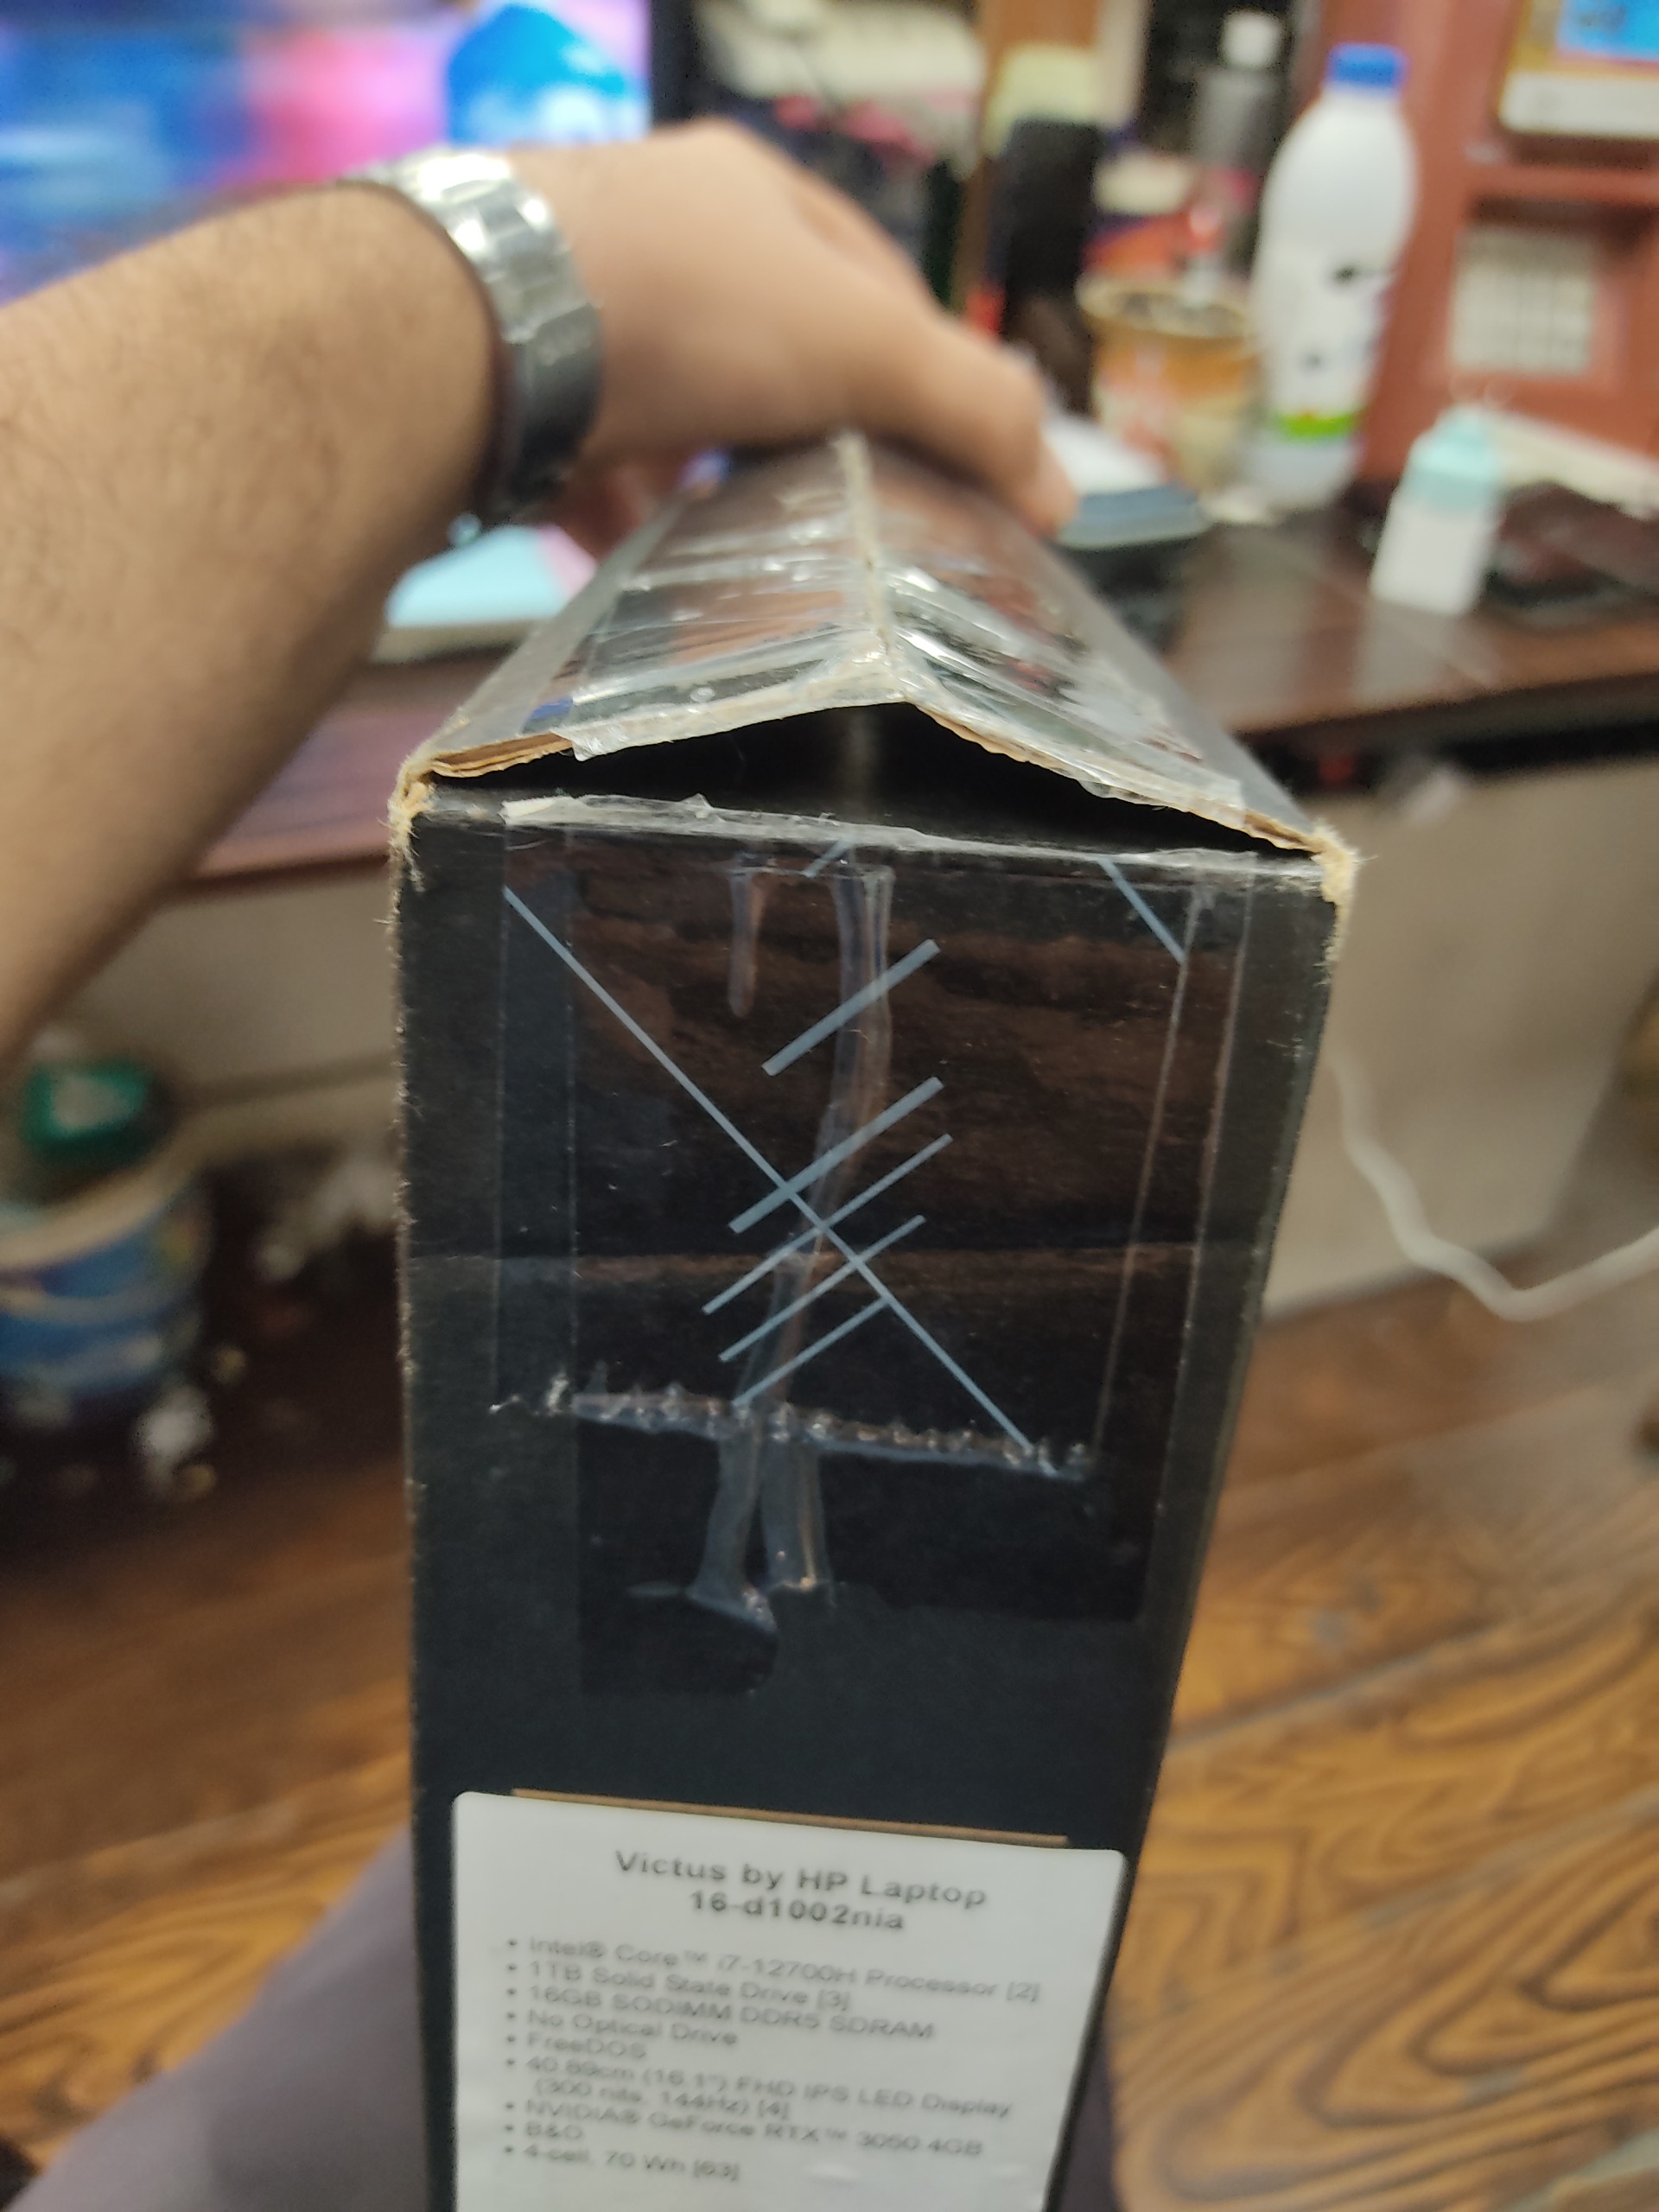 Victus by HP Laptop
16-d1002nia
• Intel® Core™ i7-12700H Processor [2]
• 1TB Solid State Drive [3]
• 16GB SODIMM DDR5 SDRAM
• No Optical Drive
• FreeDOS
• 40.89cm (16.1") FHD IPS LED Display
(300 nits, 144Hz) [4]
• NVIDIA® GeForce RTX™ 3050 4GB
• B&O
• 4-cell, 70 Wh [63]